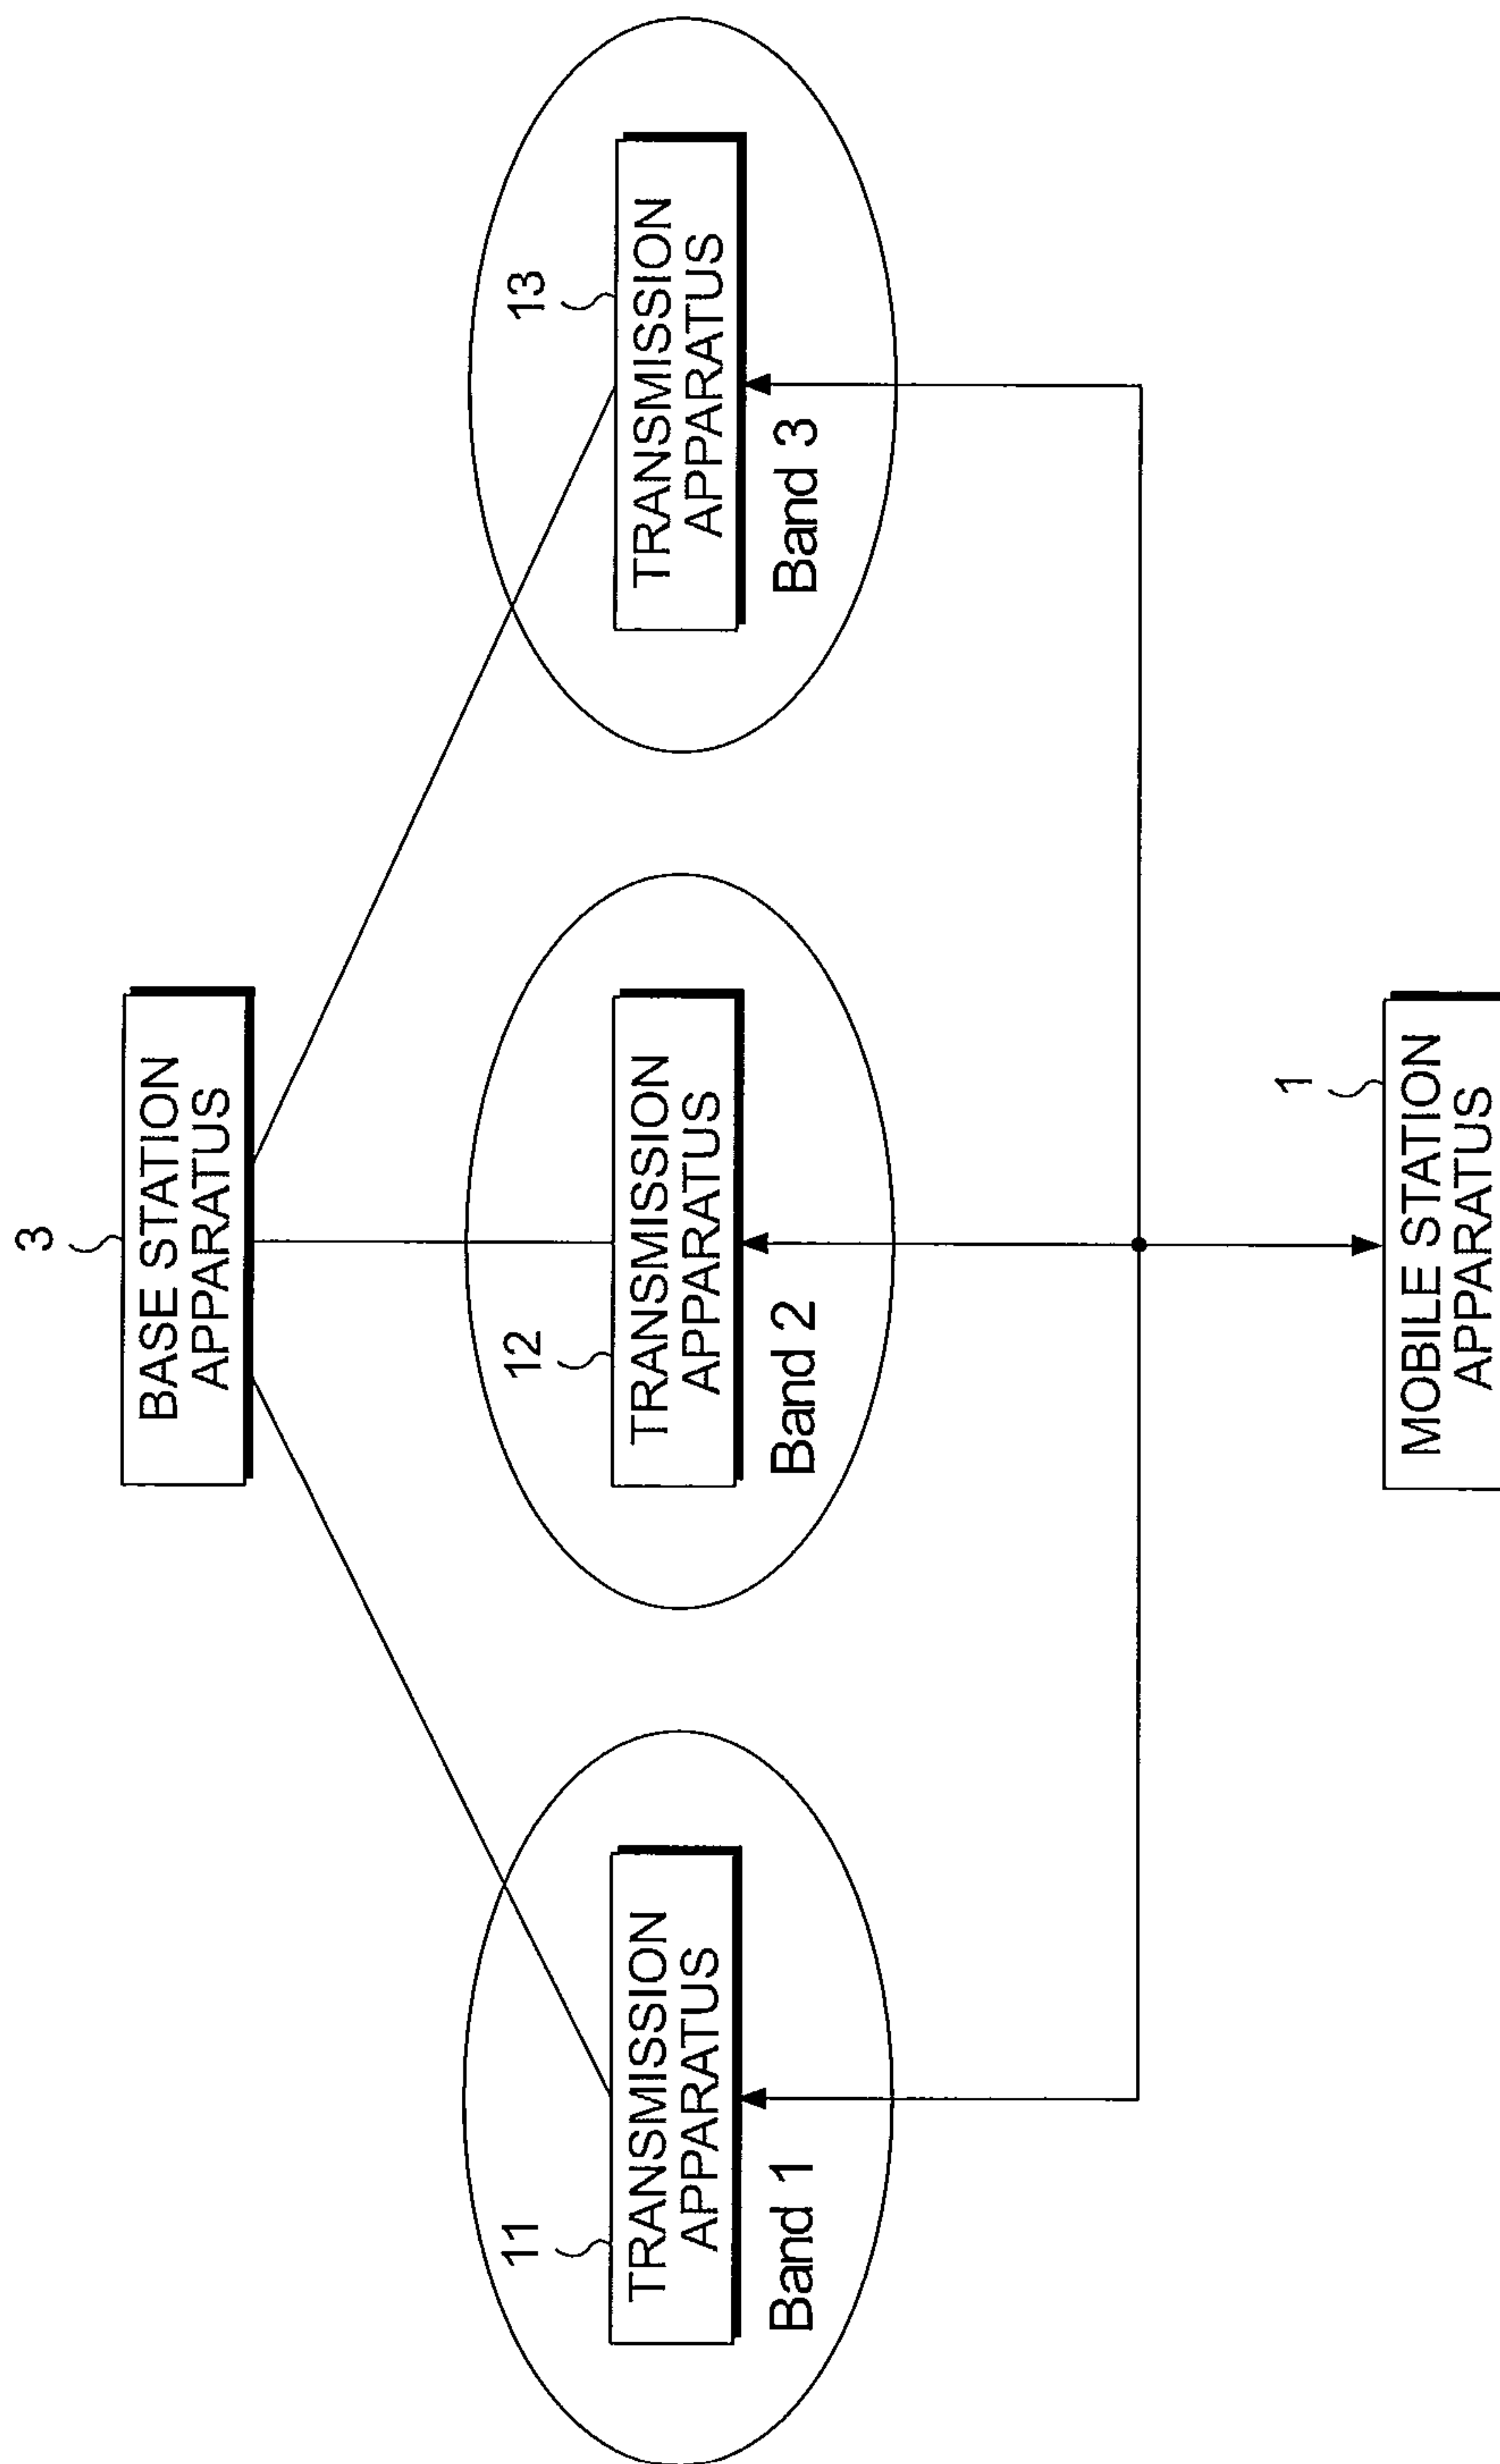 3
BASE STATION
APPARATUS
11
TRANSMISSION
APPARATUS
Band 1
12
TRANSMISSION
APPARATUS
Band 2
13
TRANSMISSION
APPARATUS
Band 3
1
MOBILE STATION
APPARATUS